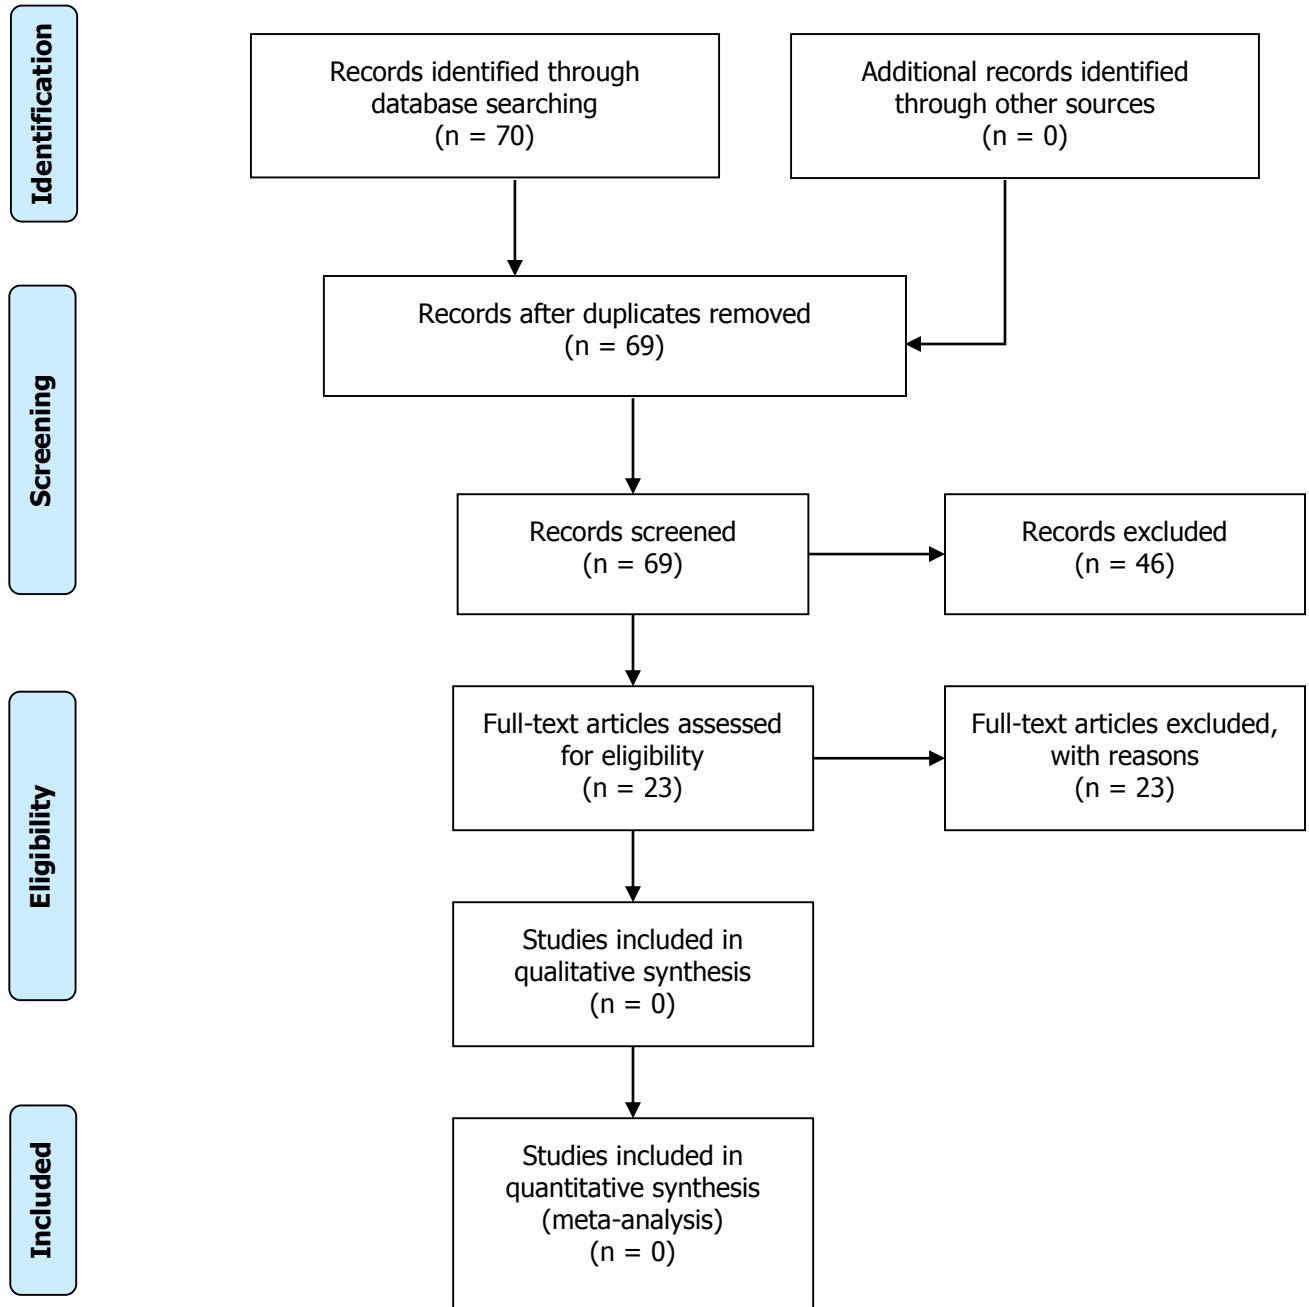 Identification
Records identified through
database searching
(n = 70)
Additional records identified
through other sources
(n = 0)
Screening
Records after duplicates removed
(n = 69)
Records screened
(n = 69)
Records excluded
(n = 46)
Eligibility
Full-text articles assessed
for eligibility
(n = 23)
Full-text articles excluded,
with reasons
(n = 23)
Studies included in
qualitative synthesis
(n = 0)
Included
Studies included in
quantitative synthesis
(meta-analysis)
(n = 0)